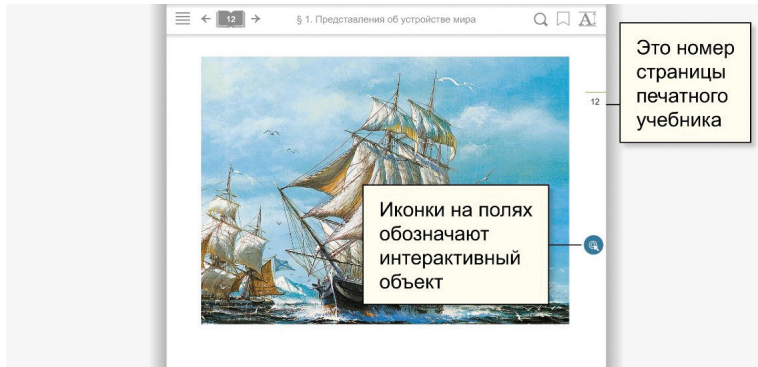 12
§ 1. Представления об устройстве мира
A
12
Это номер
страницы
печатного
учебника
Иконки на полях
обозначают
интерактивный
объект